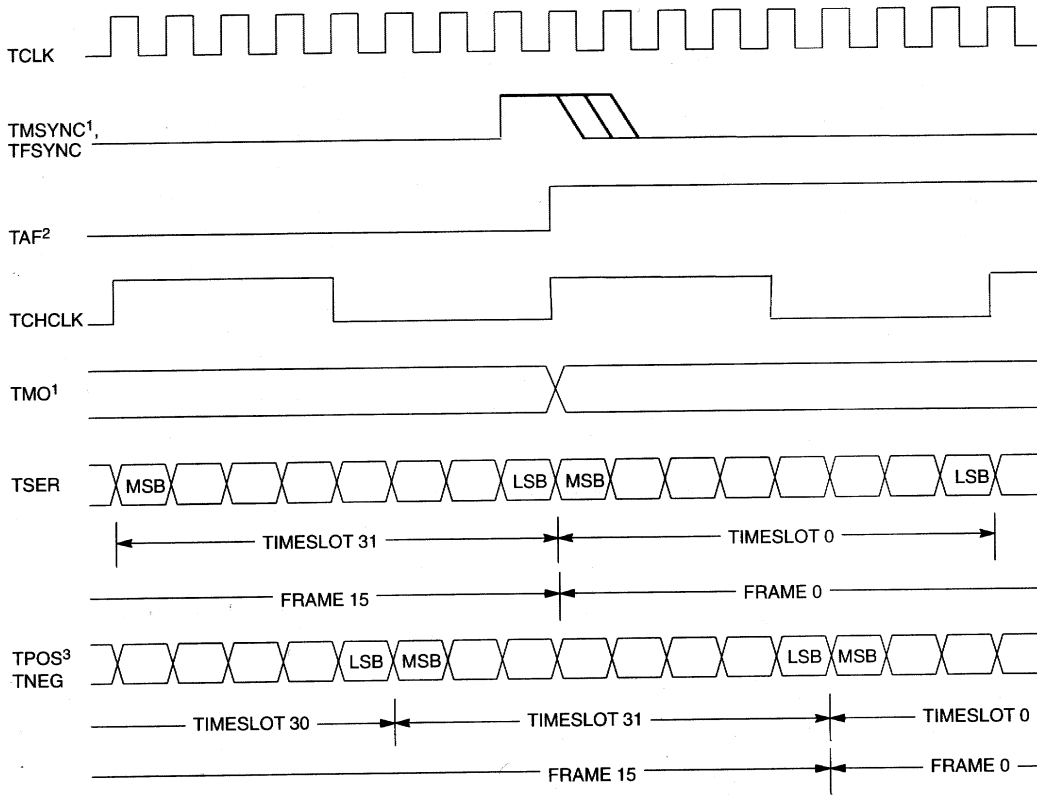 TCLK
TMSYNC¹,
TFSYNC
TAF²
TCHCLK
TMO¹
TSER
MSB
LSB
MSB
LSB
TIMESLOT 31
TIMESLOT 0
FRAME 15
FRAME 0
TPOS³
TNEG
LSB
MSB
LSB
MSB
TIMESLOT 30
TIMESLOT 31
TIMESLOT 0
FRAME 15
FRAME 0